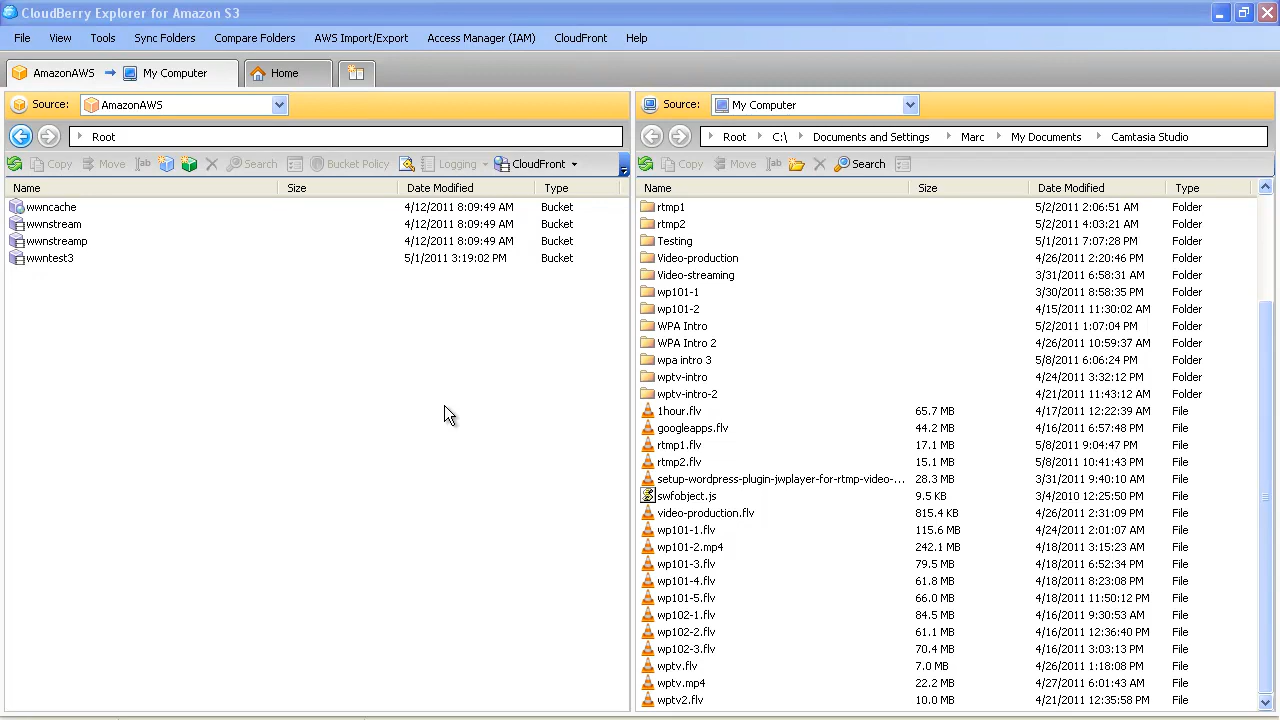 CloudBerry Explorer for Amazon S3
File View Tools Sync Folders Compare Folders AWS Import/Export Access Manager (IAM) CloudFront Help
AmazonAWS My Computer Home
Source: AmazonAWS
Root
Copy Move Search Bucket Policy Logging CloudFront
Name Size Date Modified Type
wwncache 4/12/2011 8:09:49 AM Bucket
wwnstream 4/12/2011 8:09:49 AM Bucket
wwnstreamp 4/12/2011 8:09:49 AM Bucket
wwntest3 5/1/2011 3:19:02 PM Bucket
Source: My Computer
Root C:\ Documents and Settings Marc My Documents Camtasia Studio
Copy Move Search
Name Size Date Modified Type
rtmp1 5/2/2011 2:06:51 AM Folder
rtmp2 5/2/2011 4:03:21 AM Folder
Testing 5/1/2011 7:07:28 PM Folder
Video-production 4/26/2011 2:20:46 PM Folder
Video-streaming 3/31/2011 6:58:31 AM Folder
wp101-1 3/30/2011 8:58:35 PM Folder
wp101-2 4/15/2011 11:30:02 AM Folder
WPA Intro 5/2/2011 1:07:04 PM Folder
WPA Intro 2 4/26/2011 10:59:37 AM Folder
wpa intro 3 5/8/2011 6:06:24 PM Folder
wptv-intro 4/24/2011 3:32:12 PM Folder
wptv-intro-2 4/21/2011 11:43:12 AM Folder
1hour.flv 65.7 MB 4/17/2011 12:22:39 AM File
googleapps.flv 44.2 MB 4/16/2011 6:57:48 PM File
rtmp1.flv 17.1 MB 5/8/2011 9:04:47 PM File
rtmp2.flv 15.1 MB 5/8/2011 10:41:43 PM File
setup-wordpress-plugin-jwplayer-for-rtmp-video-... 28.3 MB 3/31/2011 9:40:10 AM File
swfobject.js 9.5 KB 3/4/2010 12:25:50 PM File
video-production.flv 815.4 KB 4/26/2011 2:31:09 PM File
wp101-1.flv 115.6 MB 4/24/2011 2:01:07 AM File
wp101-2.mp4 242.1 MB 4/18/2011 3:15:23 AM File
wp101-3.flv 79.5 MB 4/18/2011 6:52:34 PM File
wp101-4.flv 61.8 MB 4/18/2011 3:23:08 PM File
wp101-5.flv 66.0 MB 4/18/2011 11:50:12 PM File
wp102-1.flv 84.5 MB 4/16/2011 9:30:53 AM File
wp102-2.flv 61.1 MB 4/16/2011 12:36:40 PM File
wp102-3.flv 70.4 MB 4/16/2011 3:03:13 PM File
wptv.flv 7.0 MB 4/26/2011 1:18:08 PM File
wptv.mp4 22.2 MB 4/27/2011 6:01:43 AM File
wptv2.flv 10.0 MB 4/21/2011 12:35:58 PM File